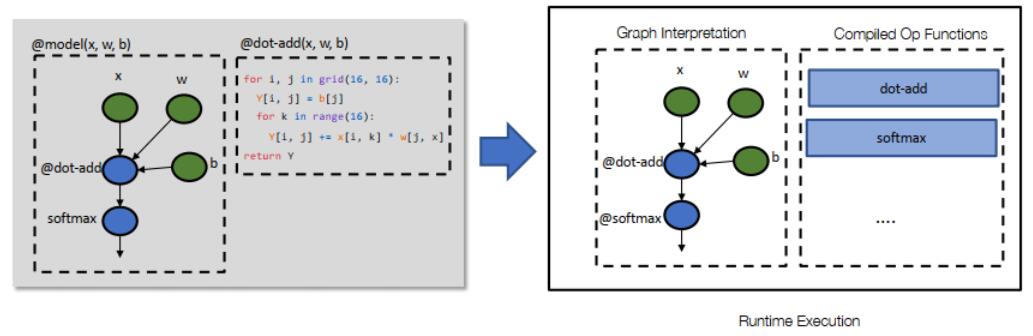 @model(x, w, b)
@dot-add(x, w, b)
x
w
b
@dot-add
softmax
for i, j in grid(16, 16):
Y[i, j] = b[j]
for k in range(16):
Y[i, j] += x[i, k] * w[j, x]
return Y
Graph Interpretation
x
w
b
@dot-add
@softmax
Compiled Op Functions
dot-add
softmax
....
Runtime Execution